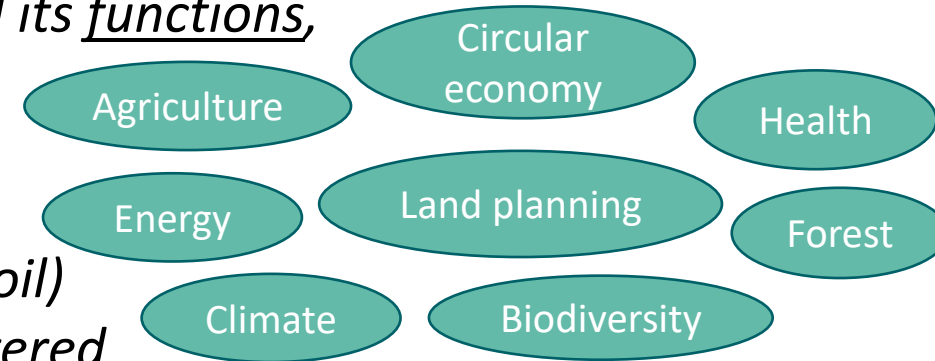 its functions,
Circular
economy
Agriculture
Health
Land planning
Energy
Forest
oil)
Climate
Biodiversity
ered